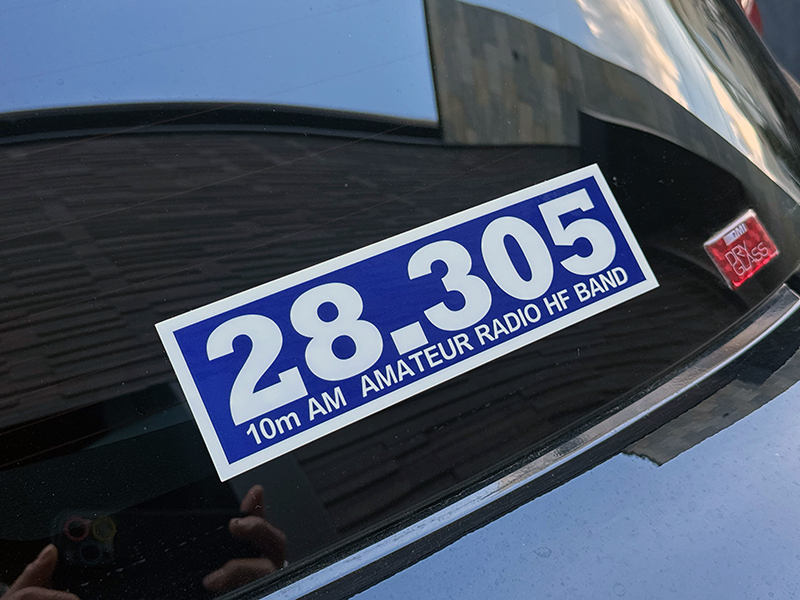 28.305
10m AM AMATEUR RADIO HF BAND
DRY
GLASS